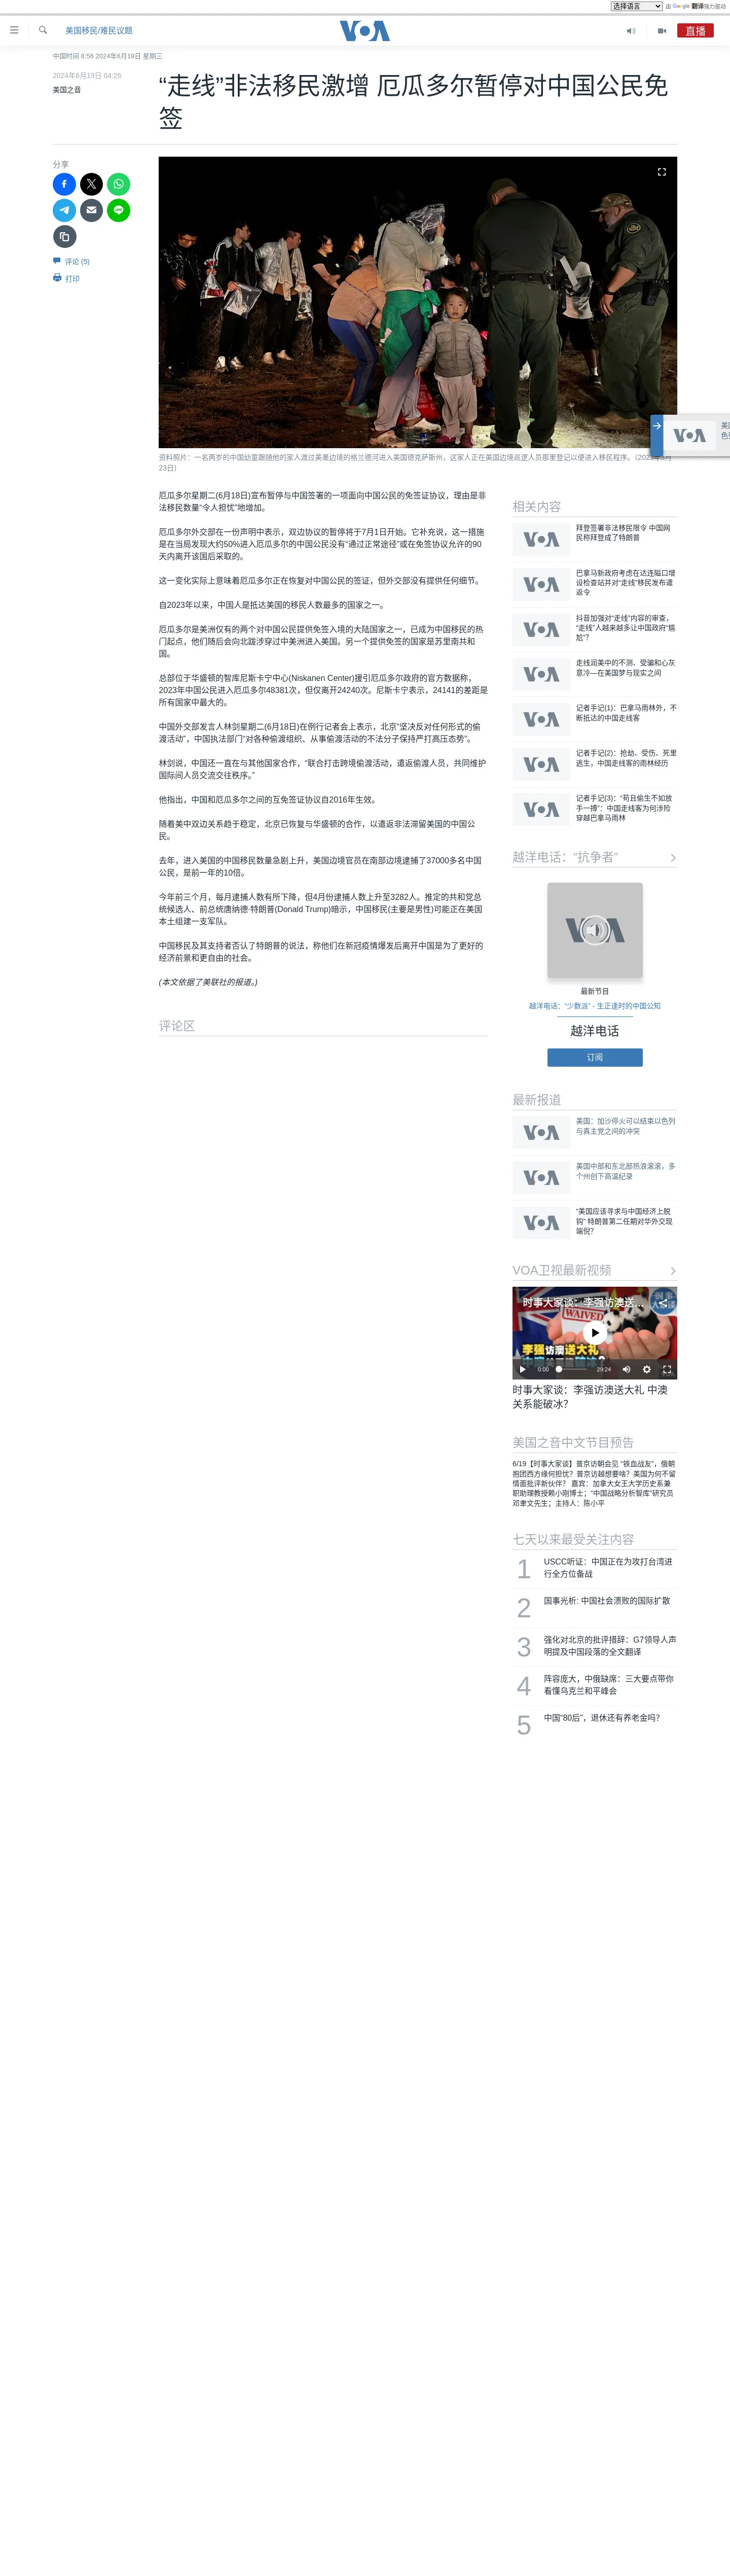 选择语言
由 Google 翻译强力驱动
美国移民/难民议题
VOA
直播
中国时间 8:56 2024年6月19日 星期三
2024年6月19日 04:26
美国之音
“走线”非法移民激增 厄瓜多尔暂停对中国公民免
签
分享
评论 (5)
打印
资料照片：一名两岁的中国幼童跟随他的家人渡过美墨边境的格兰德河进入美国德克萨斯州，这家人正在美国边境巡逻人员那里登记以便进入移民程序。（2023年3月
23日）
厄瓜多尔星期二(6月18日)宣布暂停与中国签署的一项面向中国公民的免签证协议，理由是非
法移民数量“令人担忧”地增加。
厄瓜多尔外交部在一份声明中表示，双边协议的暂停将于7月1日开始。它补充说，这一措施
是在当局发现大约50%进入厄瓜多尔的中国公民没有“通过正常途径”或在免签协议允许的90
天内离开该国后采取的。
这一变化实际上意味着厄瓜多尔正在恢复对中国公民的签证，但外交部没有提供任何细节。
自2023年以来，中国人是抵达美国的移民人数最多的国家之一。
厄瓜多尔是美洲仅有的两个对中国公民提供免签入境的大陆国家之一，已成为中国移民的热
门起点，他们随后会向北跋涉穿过中美洲进入美国。另一个提供免签的国家是苏里南共和
国。
总部位于华盛顿的智库尼斯卡宁中心(Niskanen Center)援引厄瓜多尔政府的官方数据称，
2023年中国公民进入厄瓜多尔48381次，但仅离开24240次。尼斯卡宁表示，24141的差距是
所有国家中最大的。
中国外交部发言人林剑星期二(6月18日)在例行记者会上表示，北京“坚决反对任何形式的偷
渡活动”，中国执法部门“对各种偷渡组织、从事偷渡活动的不法分子保持严打高压态势”。
林剑说，中国还一直在与其他国家合作，“联合打击跨境偷渡活动，遣返偷渡人员，共同维护
国际间人员交流交往秩序。”
他指出，中国和厄瓜多尔之间的互免签证协议自2016年生效。
随着美中双边关系趋于稳定，北京已恢复与华盛顿的合作，以遣返非法滞留美国的中国公
民。
去年，进入美国的中国移民数量急剧上升，美国边境官员在南部边境逮捕了37000多名中国
公民，是前一年的10倍。
今年前三个月，每月逮捕人数有所下降，但4月份逮捕人数上升至3282人。推定的共和党总
统候选人、前总统唐纳德·特朗普(Donald Trump)暗示，中国移民(主要是男性)可能正在美国
本土组建一支军队。
中国移民及其支持者否认了特朗普的说法，称他们在新冠疫情爆发后离开中国是为了更好的
经济前景和更自由的社会。
(本文依据了美联社的报道。)
评论区
VOA
美国
色列
相关内容
VOA
拜登签署非法移民限令 中国网
民称拜登成了特朗普
VOA
巴拿马新政府考虑在达连隘口增
设检查站并对“走线”移民发布遣
返令
VOA
抖音加强对“走线”内容的审查，
“走线”人越来越多让中国政府“尴
尬”？
VOA
走线润美中的不测、受骗和心灰
意冷—在美国梦与现实之间
VOA
记者手记(1)：巴拿马雨林外，不
断抵达的中国走线客
VOA
记者手记(2)：抢劫、受伤、死里
逃生，中国走线客的雨林经历
VOA
记者手记(3)：“苟且偷生不如放
手一搏”：中国走线客为何涉险
穿越巴拿马雨林
越洋电话：“抗争者”
VOA
最新节目
越洋电话：“少数派” - 生正逢时的中国公知
越洋电话
订阅
最新报道
VOA
美国：加沙停火可以结束以色列
与真主党之间的冲突
VOA
美国中部和东北部热浪滚滚，多
个州创下高温纪录
VOA
“美国应该寻求与中国经济上脱
钩” 特朗普第二任期对华外交现
端倪？
VOA卫视最新视频
时事大家谈：李强访澳送...
WAIVED
李强访澳送大礼
0:00
29:24
时事大家谈：李强访澳送大礼 中澳
关系能破冰？
美国之音中文节目预告
6/19【时事大家谈】普京访朝会见 “铁血战友”，俄朝
抱团西方缘何担忧？普京访越想要啥？美国为何不留
情面批评新伙伴？ 嘉宾：加拿大女王大学历史系兼
职助理教授赖小刚博士；“中国战略分析智库”研究员
邓聿文先生；主持人：陈小平
七天以来最受关注内容
1
USCC听证：中国正在为攻打台湾进
行全方位备战
2
国事光析: 中国社会溃败的国际扩散
3
强化对北京的批评措辞：G7领导人声
明提及中国段落的全文翻译
4
阵容庞大，中俄缺席：三大要点带你
看懂乌克兰和平峰会
5
中国“80后”，退休还有养老金吗？